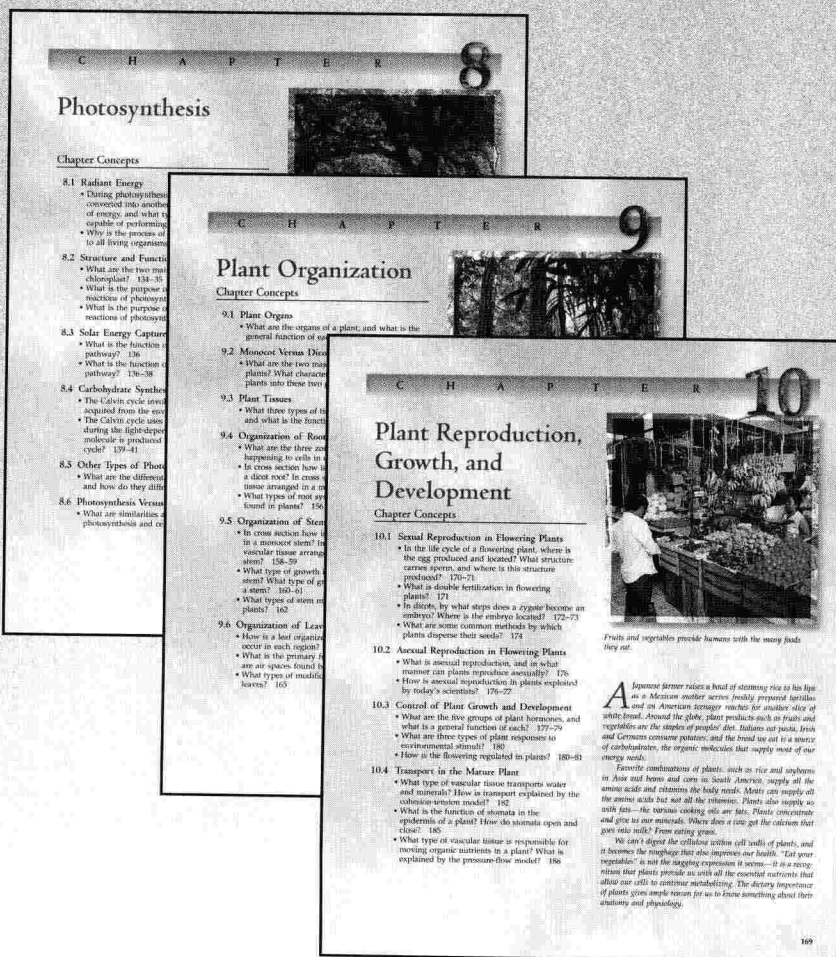 CHAPTER 8
Photosynthesis
Chapter Concepts
8.1 Radiant Energy
• During photosynthesis
converted into another
of energy, and what ty
capable of performing
• Why is the process of
to all living organisms
8.2 Structure and Functi
• What are the two mai
chloroplast? 134–35
• What is the purpose o
reactions of photosynt
• What is the purpose o
reactions of photosynt
8.3 Solar Energy Capture
• What is the function o
pathway? 136
• What is the function o
pathway? 136–38
8.4 Carbohydrate Synthes
• The Calvin cycle invol
acquired from the env
• The Calvin cycle uses
during the light-depen
molecule is produced
cycle? 139–41
8.5 Other Types of Phot
• What are the different
and how do they diff
8.6 Photosynthesis Versus
• What are similarities a
photosynthesis and ce
CHAPTER 9
Plant Organization
Chapter Concepts
9.1 Plant Organs
• What are the organs of a plant, and what is the
general function of ea
9.2 Monocot Versus Dico
• What are the two maj
plants? What characte
plants into these two
9.3 Plant Tissues
• What three types of ti
and what is the functi
9.4 Organization of Root
• What are the three zo
happening to cells in
• In cross section how i
a dicot root? In cross s
tissue arranged in a m
• What types of root sy
found in plants? 156
9.5 Organization of Stem
• In cross section how i
in a monocot stem? In
vascular tissue arrang
stem? 158–59
• What type of growth
stem? What type of gr
a stem? 160–61
• What types of stem m
plants? 162
9.6 Organization of Leav
• How is a leaf organize
occur in each region?
• What is the primary f
are air spaces found b
• What types of modific
leaves? 165
CHAPTER 10
Plant Reproduction,
Growth, and
Development
Chapter Concepts
10.1 Sexual Reproduction in Flowering Plants
• In the life cycle of a flowering plant, where is
the egg produced and located? What structure
carries sperm, and where is this structure
produced? 170–71
• What is double fertilization in flowering
plants? 171
• In dicots, by what steps does a zygote become an
embryo? Where is the embryo located? 172–73
• What are some common methods by which
plants disperse their seeds? 174
10.2 Asexual Reproduction in Flowering Plants
• What is asexual reproduction, and in what
manner can plants reproduce asexually? 176
• How is asexual reproduction in plants exploited
by today's scientists? 176–77
10.3 Control of Plant Growth and Development
• What are the five groups of plant hormones, and
what is a general function of each? 177–79
• What are three types of plant responses to
environmental stimuli? 180
• How is the flowering regulated in plants? 180–81
10.4 Transport in the Mature Plant
• What type of vascular tissue transports water
and minerals? How is transport explained by the
cohesion-tension model? 182
• What is the function of stomata in the
epidermis of a plant? How do stomata open and
close? 185
• What type of vascular tissue is responsible for
moving organic nutrients in a plant? What is
explained by the pressure-flow model? 186
Fruits and vegetables provide humans with the many foods
they eat.
A Japanese farmer raises a bowl of steaming rice to his lips
as a Mexican mother serves freshly prepared tortillas
and an American teenager reaches for another slice of
white bread. Around the globe, plant products such as fruits and
vegetables are the staples of peoples' diet. Italians eat pasta, Irish
and Germans consume potatoes, and the bread we eat is a source
of carbohydrates, the organic molecules that supply most of our
energy needs.
Favorite combinations of plants, such as rice and soybeans
in Asia and beans and corn in South America, supply all the
amino acids and vitamins the body needs. Meats can supply all
the amino acids but not all the vitamins. Plants also supply us
with fats—the various cooking oils are fats. Plants concentrate
and give us our minerals. Where does a cow get the calcium that
goes into milk? From eating grass.
We can't digest the cellulose within cell walls of plants, and
it becomes the roughage that also improves our health. "Eat your
vegetables" is not the nagging expression it seems—it is a recog-
nition that plants provide us with all the essential nutrients that
allow our cells to continue metabolizing. The dietary importance
of plants gives ample reason for us to know something about their
anatomy and physiology.
169